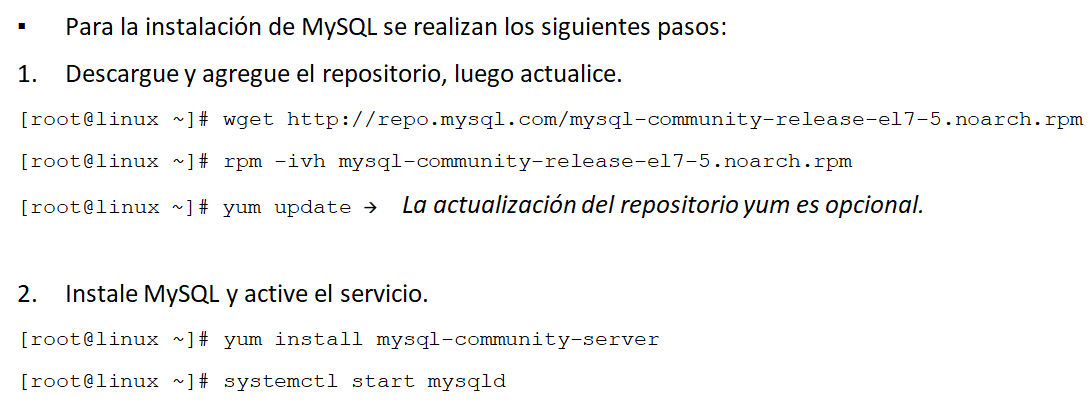 ▪ Para la instalación de MySQL se realizan los siguientes pasos:
1. Descargue y agregue el repositorio, luego actualice.
[root@linux ~]# wget http://repo.mysql.com/mysql-community-release-el7-5.noarch.rpm
[root@linux ~]# rpm -ivh mysql-community-release-el7-5.noarch.rpm
[root@linux ~]# yum update → La actualización del repositorio yum es opcional.
2. Instale MySQL y active el servicio.
[root@linux ~]# yum install mysql-community-server
[root@linux ~]# systemctl start mysqld